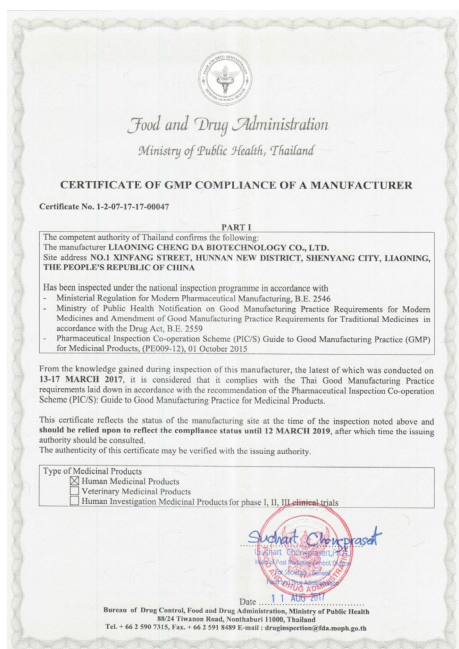 Food and Drug Administration
Ministry of Public Health, Thailand
CERTIFICATE OF GMP COMPLIANCE OF A MANUFACTURER
Certificate No. 1-2-07-17-17-00047
PART I
The competent authority of Thailand confirms the following:
The manufacturer LIAONING CHENG DA BIOTECHNOLOGY CO., LTD.
Site address NO.1 XINFANG STREET, HUNNAN NEW DISTRICT, SHENYANG CITY, LIAONING,
THE PEOPLE'S REPUBLIC OF CHINA
Has been inspected under the national inspection programme in accordance with
- Ministerial Regulation for Modern Pharmaceutical Manufacturing, B.E. 2546
- Ministry of Public Health Notification on Good Manufacturing Practice Requirements for Modern
Medicines and Amendment of Good Manufacturing Practice Requirements for Traditional Medicines in
accordance with the Drug Act, B.E. 2559
- Pharmaceutical Inspection Co-operation Scheme (PIC/S) Guide to Good Manufacturing Practice (GMP)
for Medicinal Products, (PE009-12), 01 October 2015
From the knowledge gained during inspection of this manufacturer, the latest of which was conducted on
13-17 MARCH 2017, it is considered that it complies with the Thai Good Manufacturing Practice
requirements laid down in accordance with the recommendation of the Pharmaceutical Inspection Co-operation
Scheme (PIC/S): Guide to Good Manufacturing Practice for Medicinal Products.
This certificate reflects the status of the manufacturing site at the time of the inspection noted above and
should be relied upon to reflect the compliance status until 12 MARCH 2019, after which time the issuing
authority should be consulted.
The authenticity of this certificate may be verified with the issuing authority.
Type of Medicinal Products
Human Medicinal Products
Veterinary Medicinal Products
Human Investigation Medicinal Products for phase I, II, III clinical trials
Suchart Chongprasert
Date 11 AUG 2017
Bureau of Drug Control, Food and Drug Administration, Ministry of Public Health
88/24 Tiwanon Road, Nonthaburi 11000, Thailand
Tel. + 66 2 590 7315, Fax. + 66 2 591 8489 E-mail : druginspection@fda.moph.go.th